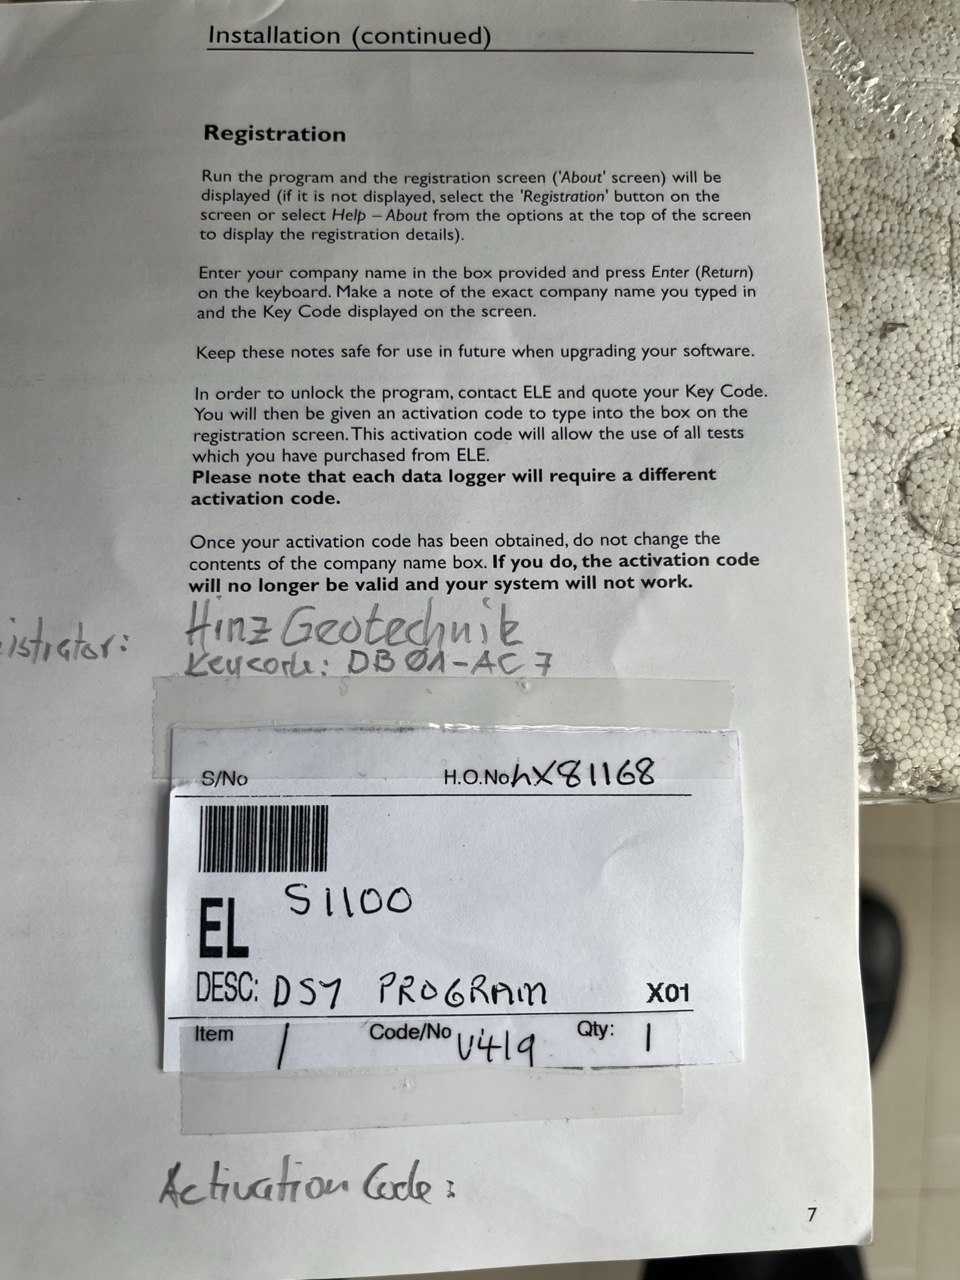 Installation (continued)
Registration
Run the program and the registration screen ('About' screen) will be
displayed (if it is not displayed, select the 'Registration' button on the
screen or select Help – About from the options at the top of the screen
to display the registration details).
Enter your company name in the box provided and press Enter (Return)
on the keyboard. Make a note of the exact company name you typed in
and the Key Code displayed on the screen.
Keep these notes safe for use in future when upgrading your software.
In order to unlock the program, contact ELE and quote your Key Code.
You will then be given an activation code to type into the box on the
registration screen. This activation code will allow the use of all tests
which you have purchased from ELE.
Please note that each data logger will require a different
activation code.
Once your activation code has been obtained, do not change the
contents of the company name box. If you do, the activation code
will no longer be valid and your system will not work.
istrator: Hinz Geotechnik
Keycode: DB01-AC7
S/No H.O.No hX81168
EL S1100
DESC: DS7 PROGRAM X01
Item 1 Code/No V419 Qty: 1
Activation Code:
7